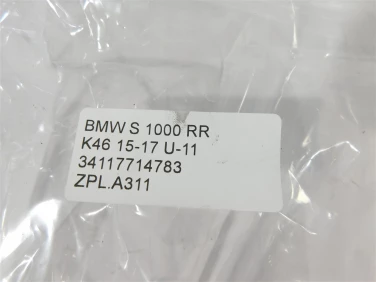 BMW S 1000 RR
K46 15-17 U-11
34117714783
ZPL.A311